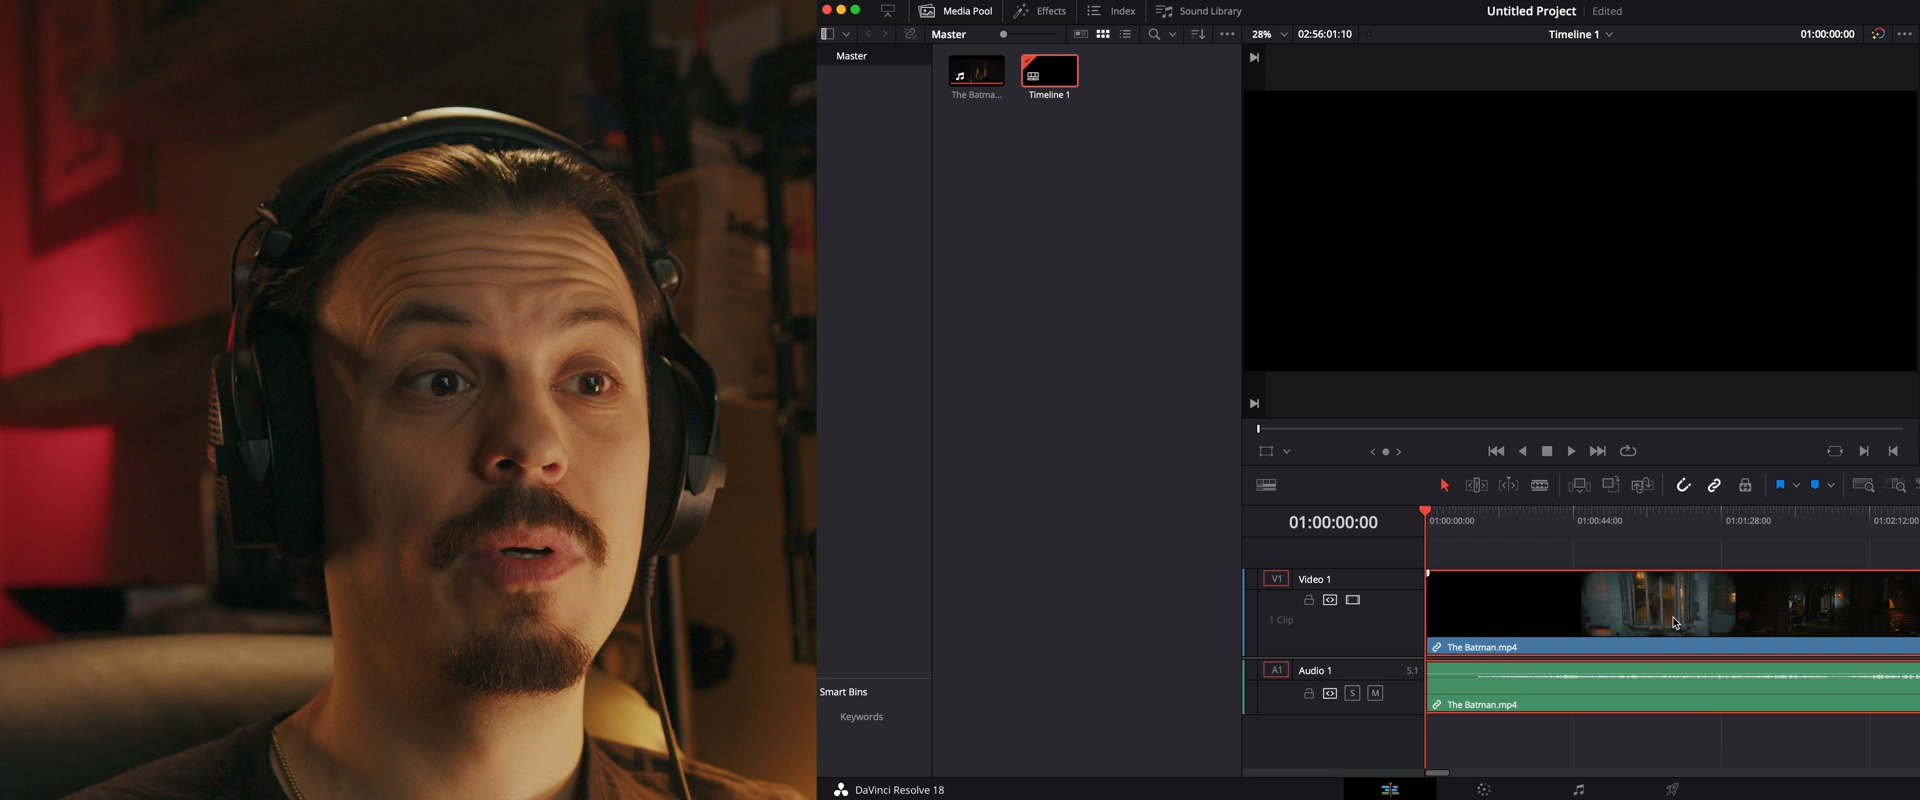 Media Pool Effects Index Sound Library Untitled Project Edited
Master 28% 02:56:01:10 Timeline 1 01:00:00:00
Master
The Batma... Timeline 1
01:00:00:00 01:00:00:00 01:00:44:00 01:01:28:00 01:02:12:00
V1 Video 1
1 Clip
The Batman.mp4
A1 Audio 1 5.1
S M
The Batman.mp4
Smart Bins
Keywords
DaVinci Resolve 18